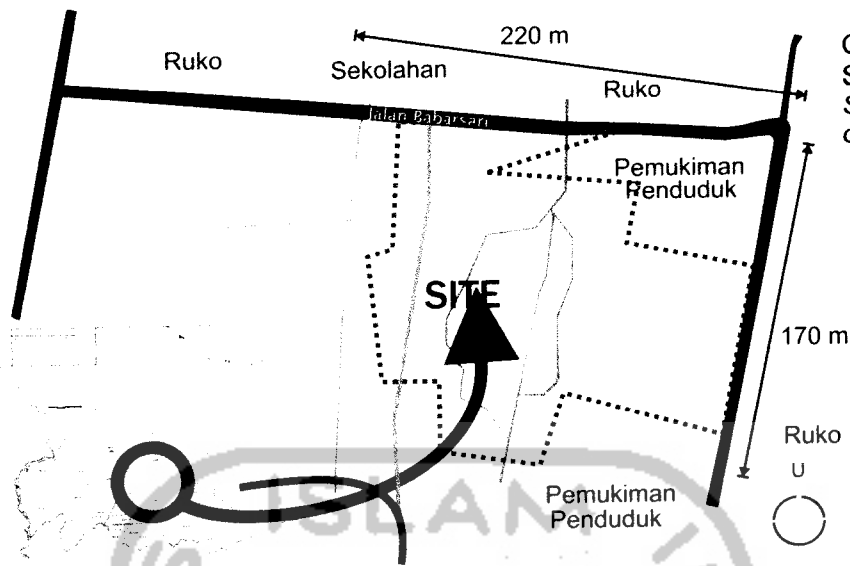 220 m
Ruko
Sekolahan
Ruko
Jalan Babarsari
Pemukiman
Penduduk
SITE
170 m
Ruko
U
Pemukiman
Penduduk
ISLAM